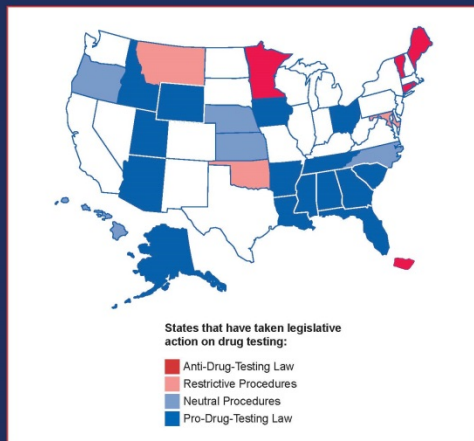 States that have taken legislative
action on drug testing:
Anti-Drug-Testing Law
Restrictive Procedures
Neutral Procedures
Pro-Drug-Testing Law